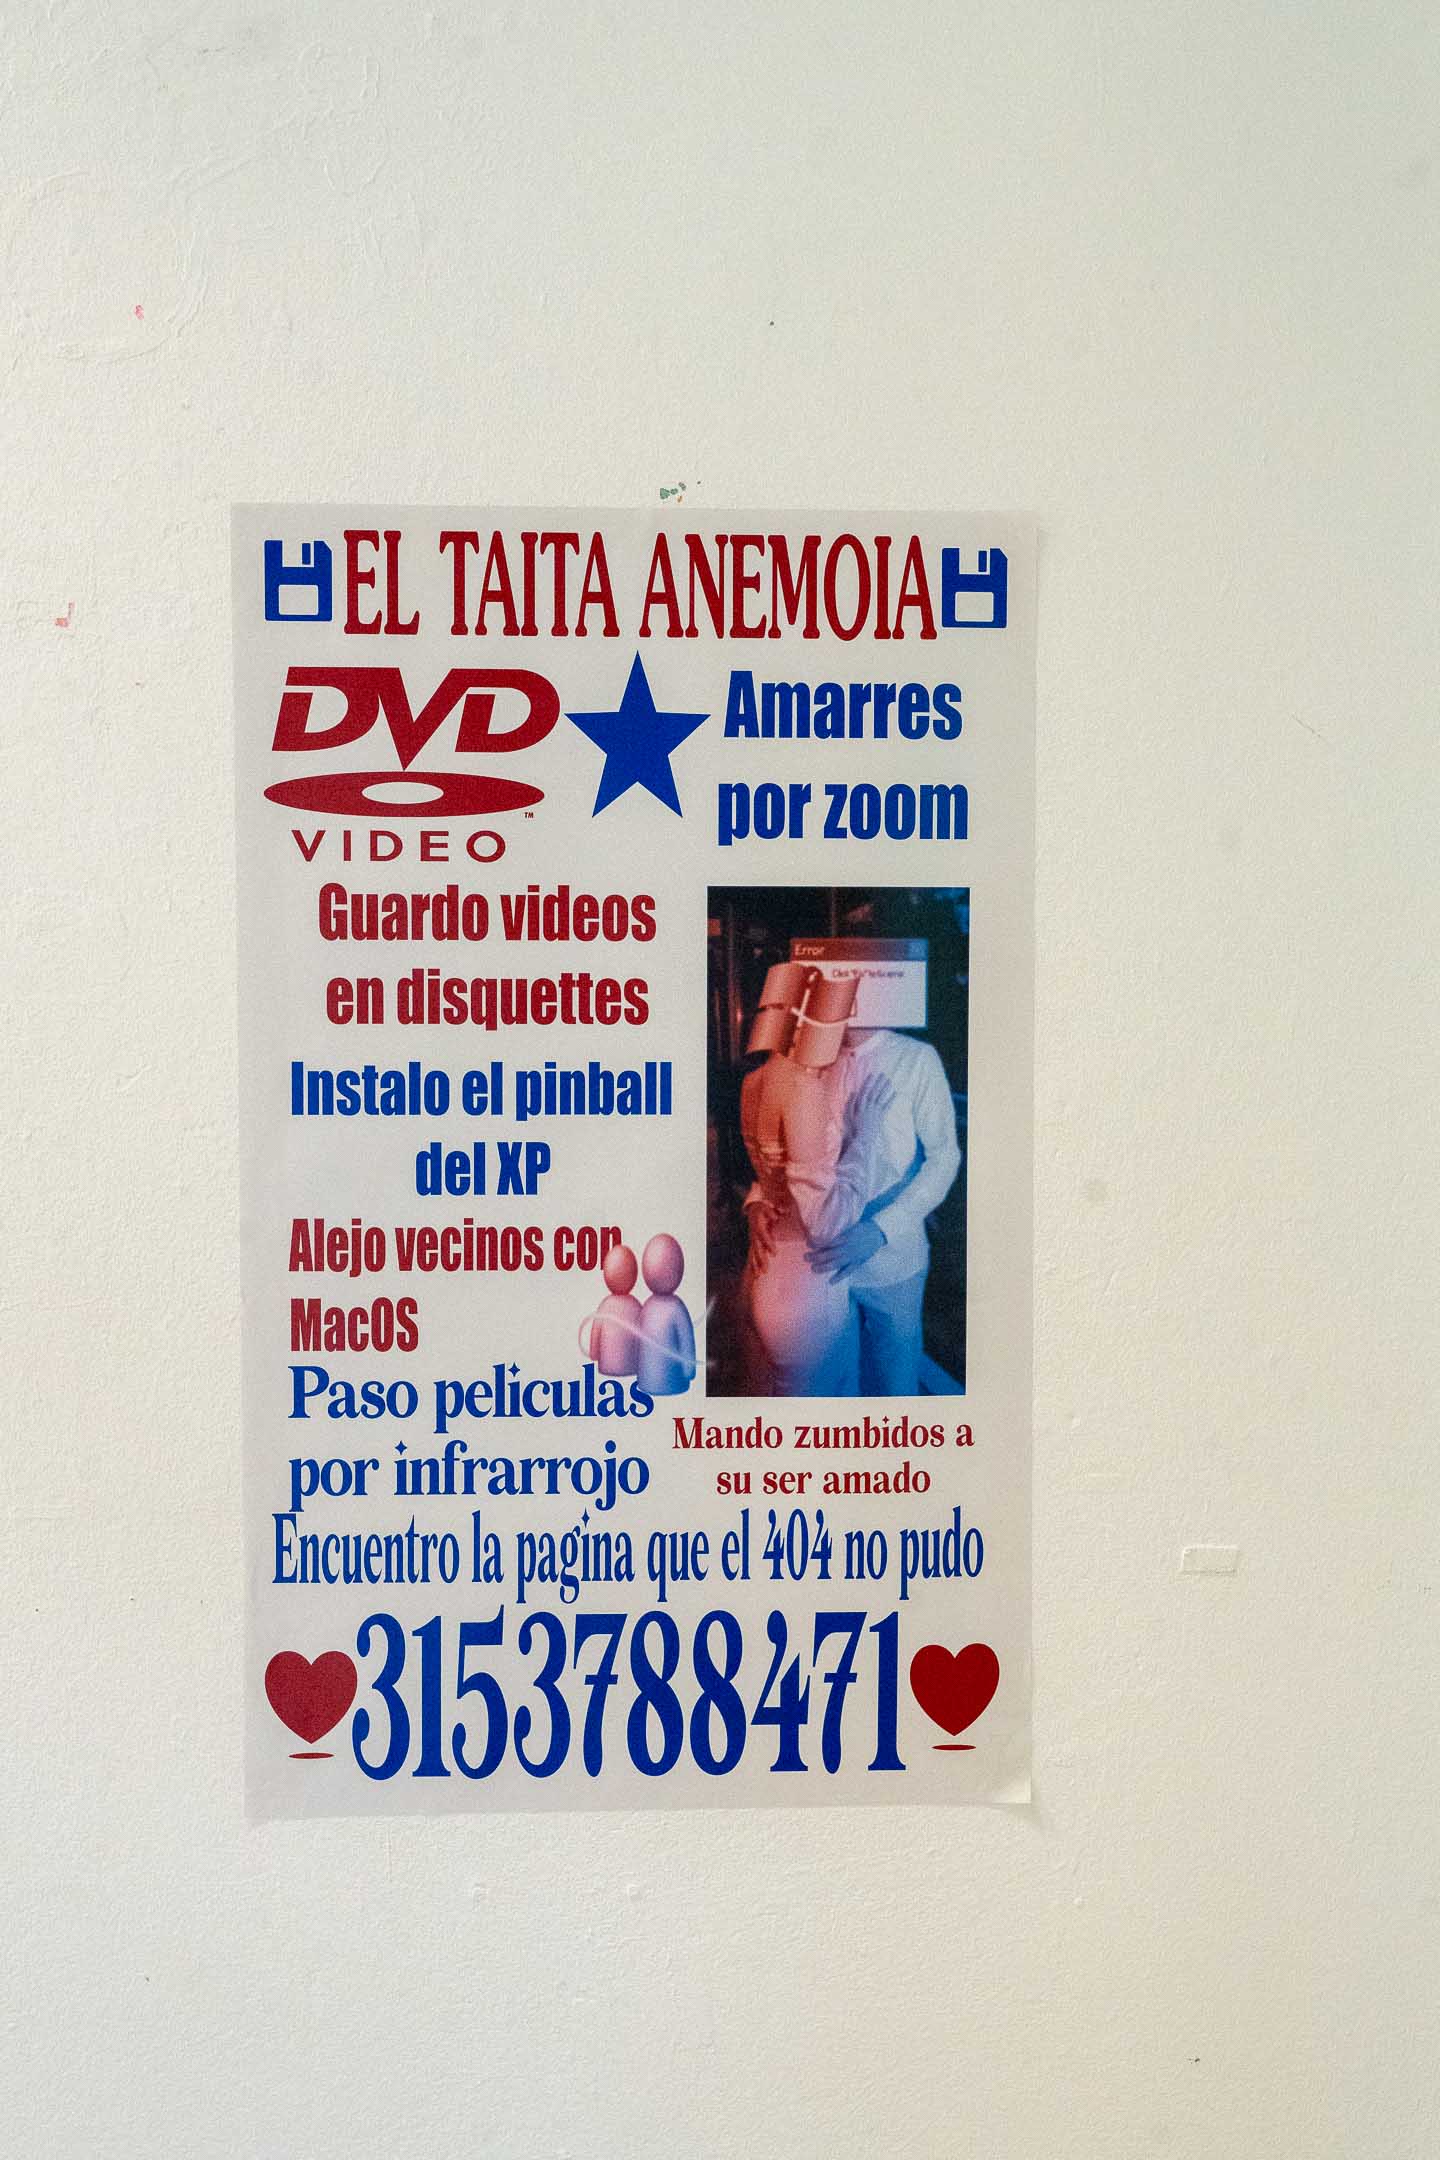 EL TAITA ANEMOIA
DVD
VIDEO
TM
Amarres
por zoom
Guardo videos
en disquettes
Instalo el pinball
del XP
Alejo vecinos con
MacOS
Paso peliculas
por infrarrojo
Error
Mando zumbidos a
su ser amado
Encuentro la pagina que el 404 no pudo
3153788471